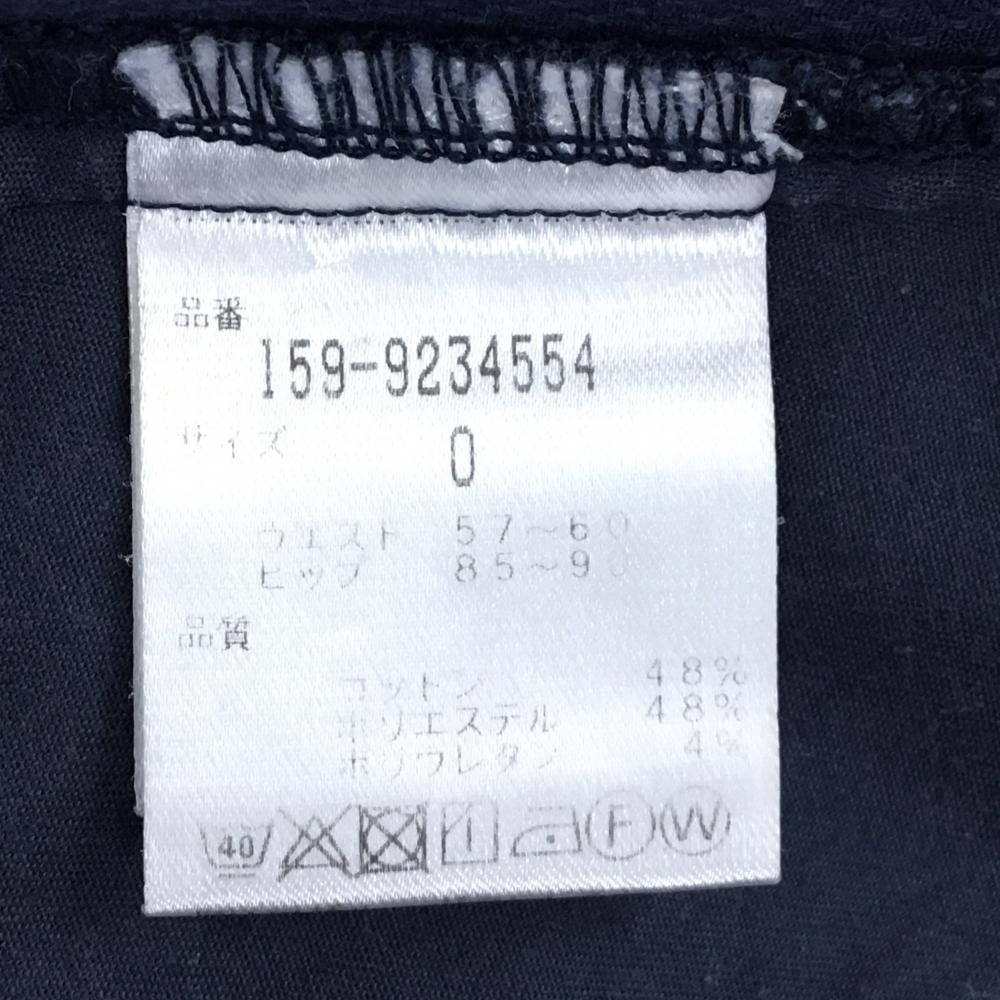 品番
159-9234554
サイズ 0
ウエスト 57～60
ヒップ 85～90
品質
コットン 48%
ポリエステル 48%
ポリウレタン 4%
40 F W